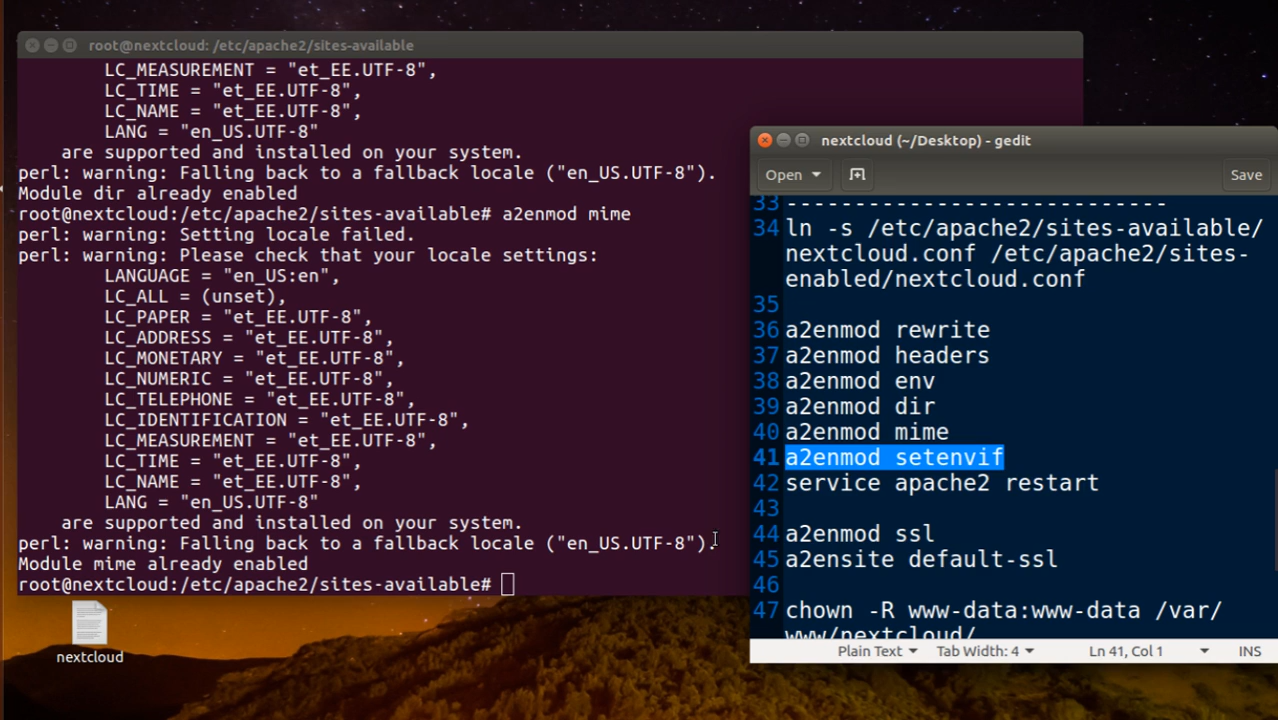 root@nextcloud: /etc/apache2/sites-available
LC_MEASUREMENT = "et_EE.UTF-8",
LC_TIME = "et_EE.UTF-8",
LC_NAME = "et_EE.UTF-8",
LANG = "en_US.UTF-8"
are supported and installed on your system.
perl: warning: Falling back to a fallback locale ("en_US.UTF-8").
Module dir already enabled
root@nextcloud:/etc/apache2/sites-available# a2enmod mime
perl: warning: Setting locale failed.
perl: warning: Please check that your locale settings:
LANGUAGE = "en_US:en",
LC_ALL = (unset),
LC_PAPER = "et_EE.UTF-8",
LC_ADDRESS = "et_EE.UTF-8",
LC_MONETARY = "et_EE.UTF-8",
LC_NUMERIC = "et_EE.UTF-8",
LC_TELEPHONE = "et_EE.UTF-8",
LC_IDENTIFICATION = "et_EE.UTF-8",
LC_MEASUREMENT = "et_EE.UTF-8",
LC_TIME = "et_EE.UTF-8",
LC_NAME = "et_EE.UTF-8",
LANG = "en_US.UTF-8"
are supported and installed on your system.
perl: warning: Falling back to a fallback locale ("en_US.UTF-8").
Module mime already enabled
root@nextcloud:/etc/apache2/sites-available#
nextcloud
nextcloud (~/Desktop) - gedit
Open Save
33 ----------------------------
34 ln -s /etc/apache2/sites-available/
nextcloud.conf /etc/apache2/sites-
enabled/nextcloud.conf
35
36 a2enmod rewrite
37 a2enmod headers
38 a2enmod env
39 a2enmod dir
40 a2enmod mime
41 a2enmod setenvif
42 service apache2 restart
43
44 a2enmod ssl
45 a2ensite default-ssl
46
47 chown -R www-data:www-data /var/
www/nextcloud/
Plain Text Tab Width: 4 Ln 41, Col 1 INS